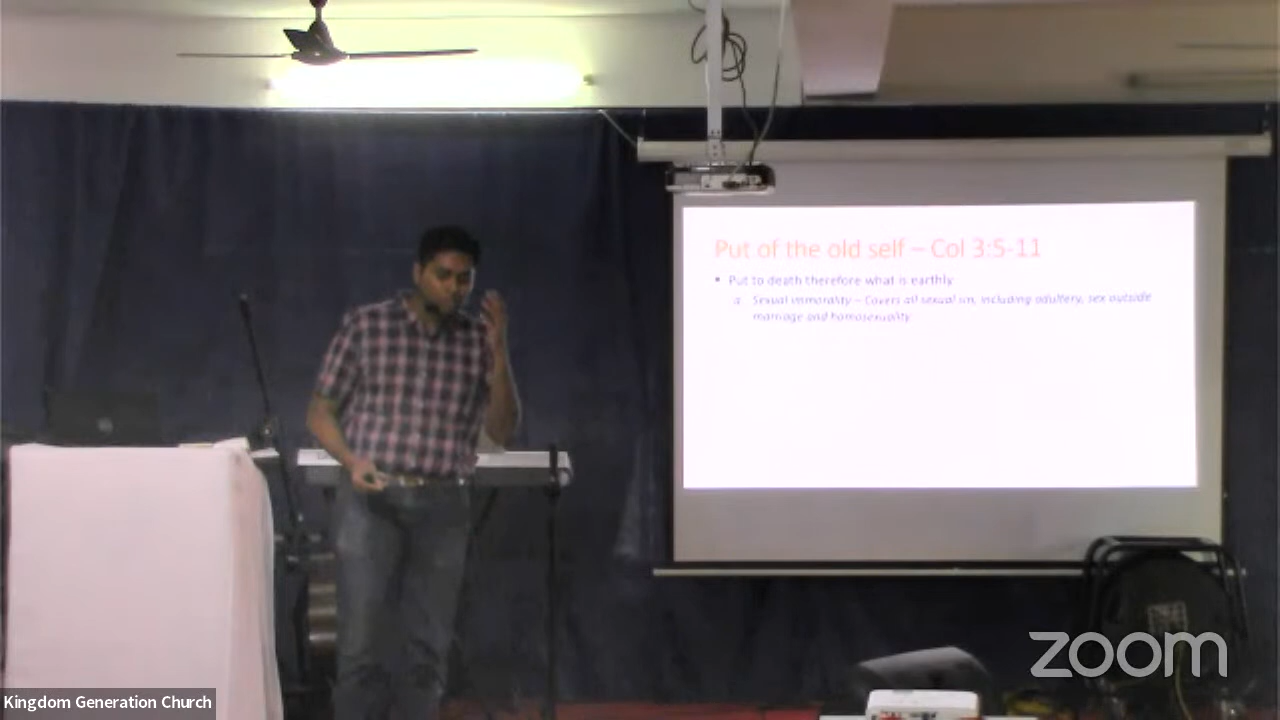 Put of the old self – Col 3:5-11
• Put to death therefore what is earthly
a. Sexual immorality – Covers all sexual sin, including adultery, sex outside
marriage and homosexuality
zoom
Kingdom Generation Church